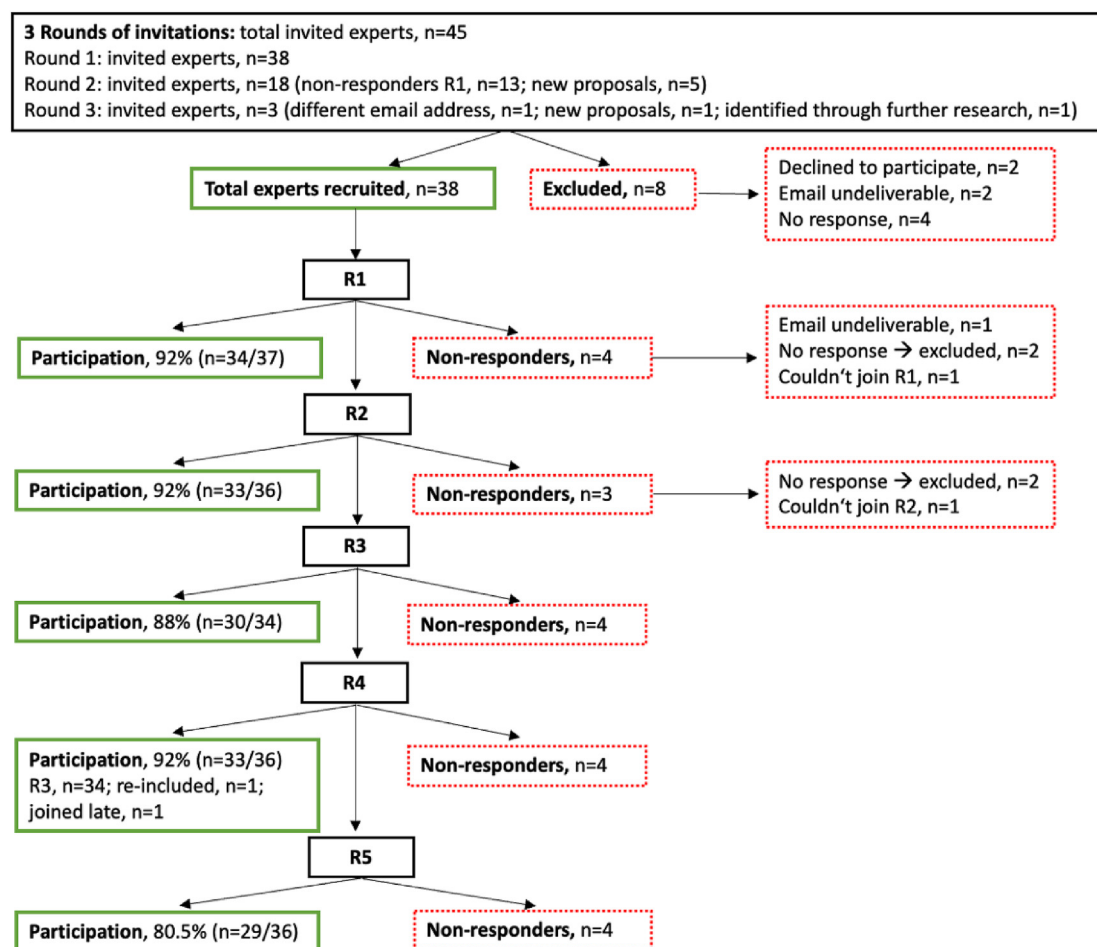 3 Rounds of invitations: total invited experts, n=45
Round 1: invited experts, n=38
Round 2: invited experts, n=18 (non-responders R1, n=13; new proposals, n=5)
Round 3: invited experts, n=3 (different email address, n=1; new proposals, n=1; identified through further research, n=1)
Total experts recruited, n=38
Excluded, n=8
Declined to participate, n=2
Email undeliverable, n=2
No response, n=4
R1
Participation, 92% (n=34/37)
Non-responders, n=4
Email undeliverable, n=1
No response → excluded, n=2
Couldn‘t join R1, n=1
R2
Participation, 92% (n=33/36)
Non-responders, n=3
No response → excluded, n=2
Couldn‘t join R2, n=1
R3
Participation, 88% (n=30/34)
Non-responders, n=4
R4
Participation, 92% (n=33/36)
R3, n=34; re-included, n=1;
joined late, n=1
Non-responders, n=4
R5
Participation, 80.5% (n=29/36)
Non-responders, n=4